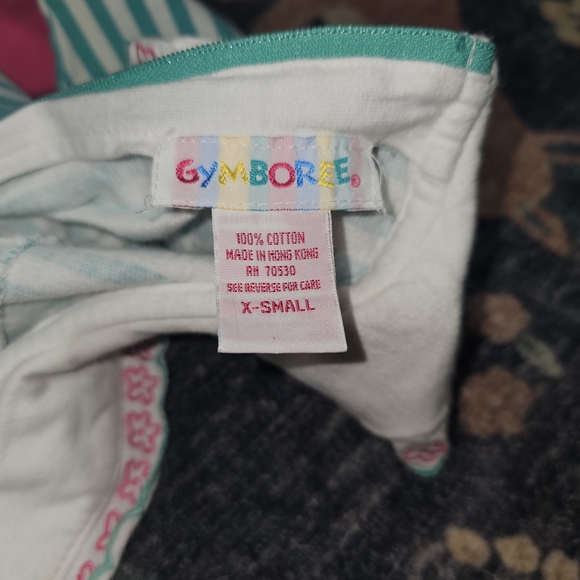 GYMBOREE®
100% COTTON
MADE IN HONG KONG
RN 70530
SEE REVERSE FOR CARE
X-SMALL